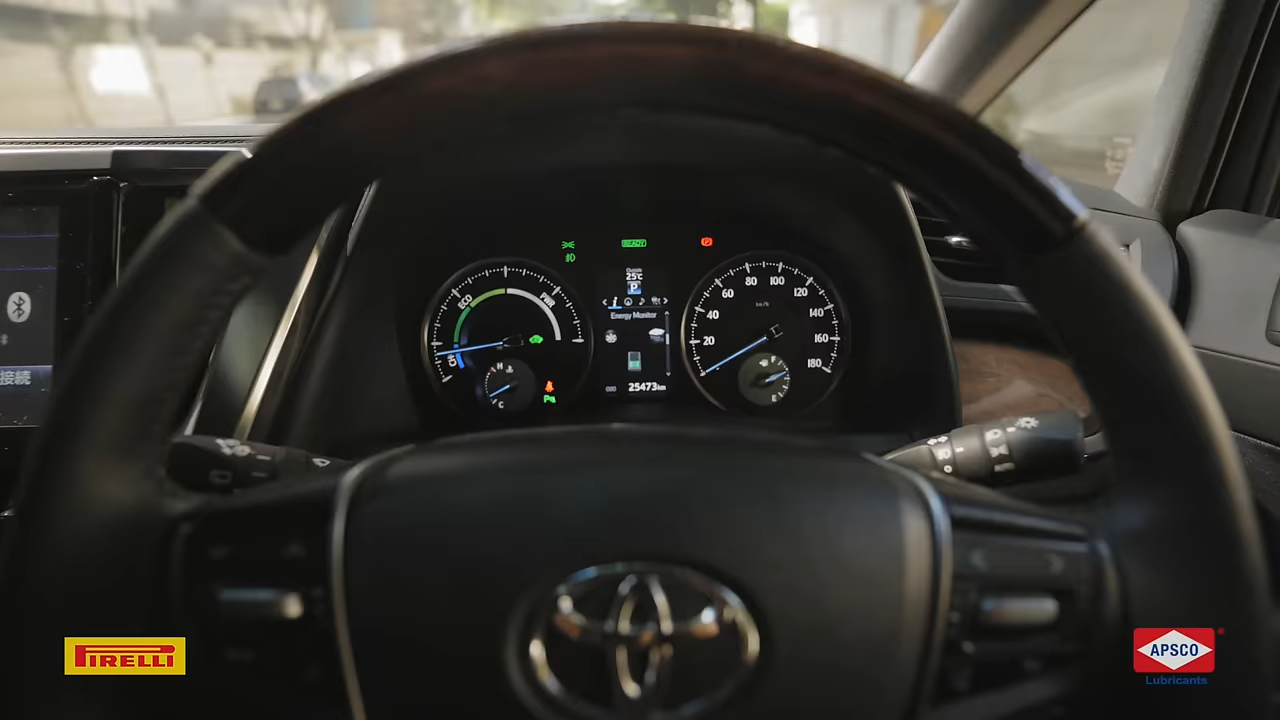 READY
Outside
25°C
P
Energy Monitor
ODO 25473km
CHG
ECO
PWR
H
C
20
40
60
80
100
120
140
160
180
km/h
F
E
接続
PIRELLI
APSCO
Lubricants